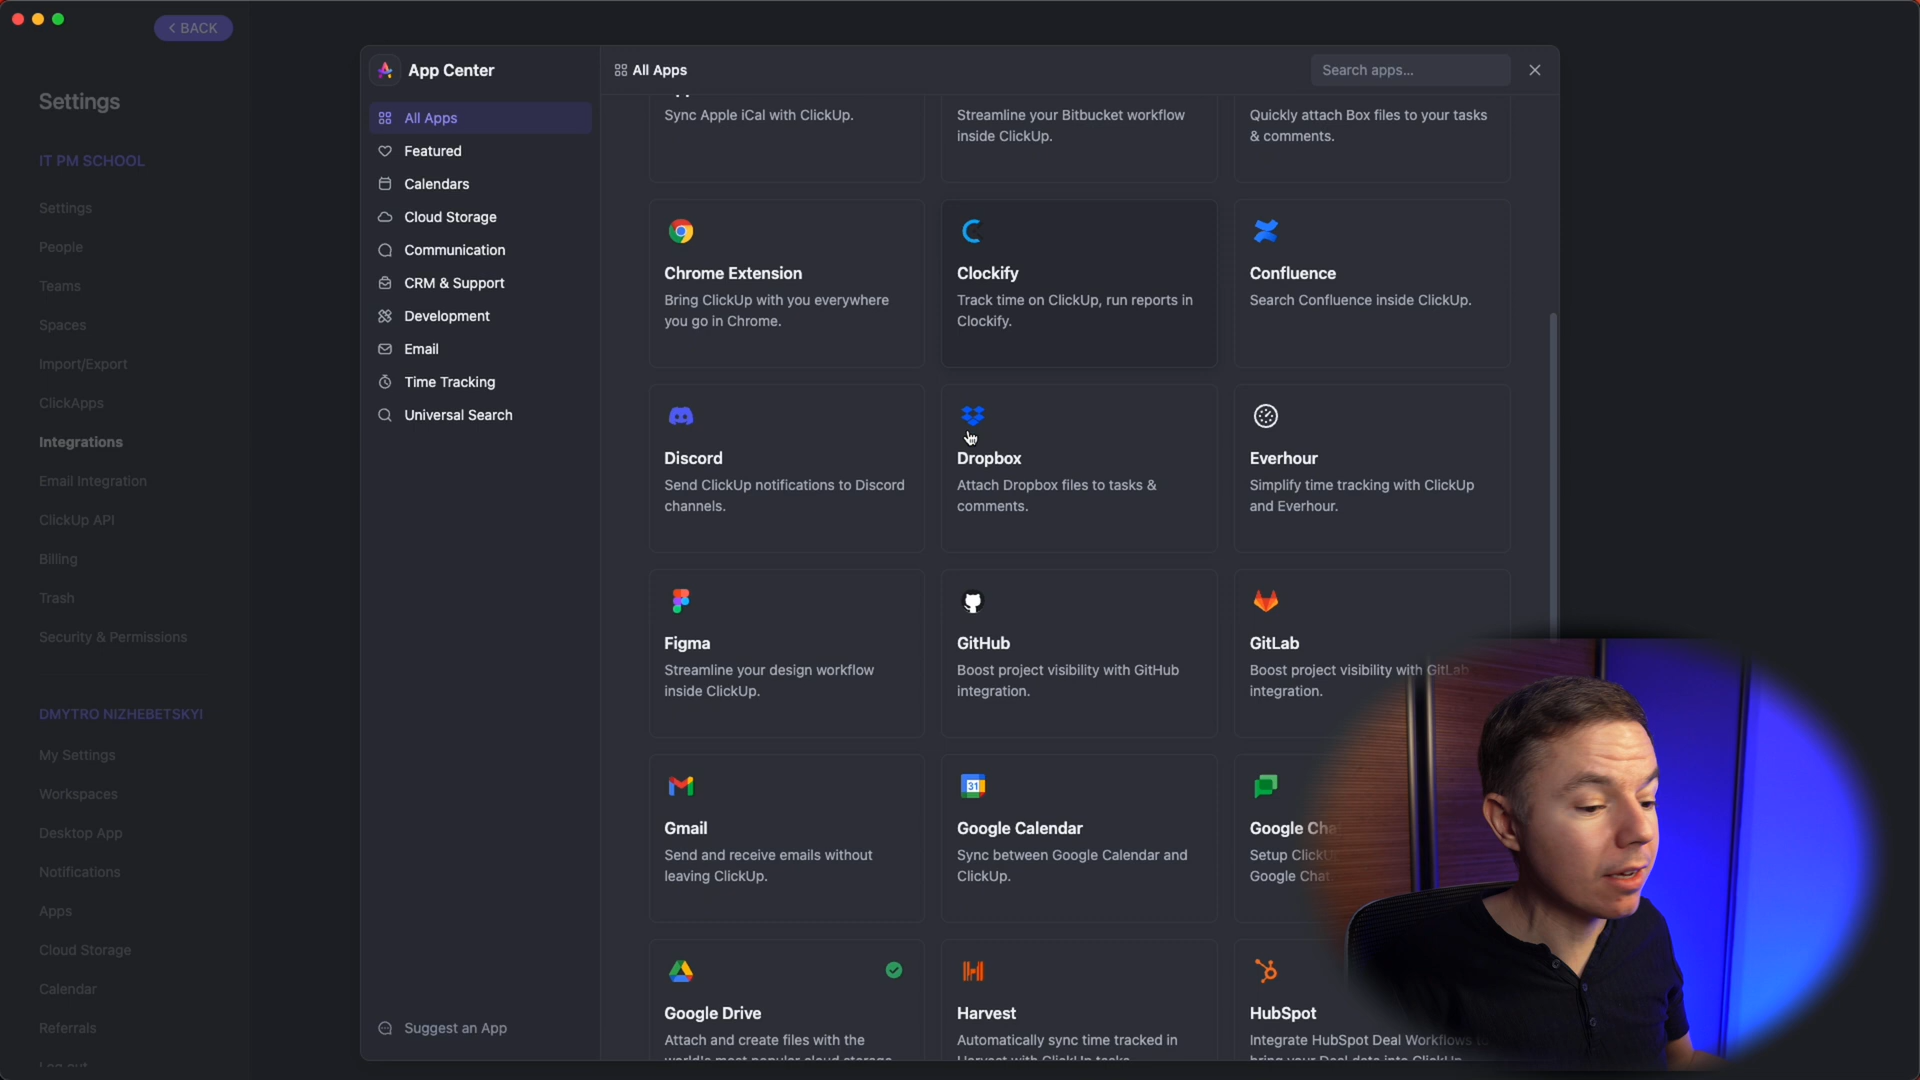 BACK
Settings
IT PM SCHOOL
Settings
People
Teams
Spaces
Import/Export
ClickApps
Integrations
Email Integration
ClickUp API
Billing
Trash
Security & Permissions
DMYTRO NIZHEBETSKYI
My Settings
Workspaces
Desktop App
Notifications
Apps
Cloud Storage
Calendar
Referrals
App Center
All Apps
Featured
Calendars
Cloud Storage
Communication
CRM & Support
Development
Email
Time Tracking
Universal Search
Suggest an App
All Apps
Search apps...
Sync Apple iCal with ClickUp.
Streamline your Bitbucket workflow
inside ClickUp.
Quickly attach Box files to your tasks
& comments.
Chrome Extension
Bring ClickUp with you everywhere
you go in Chrome.
Clockify
Track time on ClickUp, run reports in
Clockify.
Confluence
Search Confluence inside ClickUp.
Discord
Send ClickUp notifications to Discord
channels.
Dropbox
Attach Dropbox files to tasks &
comments.
Everhour
Simplify time tracking with ClickUp
and Everhour.
Figma
Streamline your design workflow
inside ClickUp.
GitHub
Boost project visibility with GitHub
integration.
GitLab
Boost project visibility with GitLab
integration.
Gmail
Send and receive emails without
leaving ClickUp.
31
Google Calendar
Sync between Google Calendar and
ClickUp.
Google Cha
Setup Click
Google Chat
Google Drive
Attach and create files with the
Harvest
Automatically sync time tracked in
HubSpot
Integrate HubSpot Deal Workflows